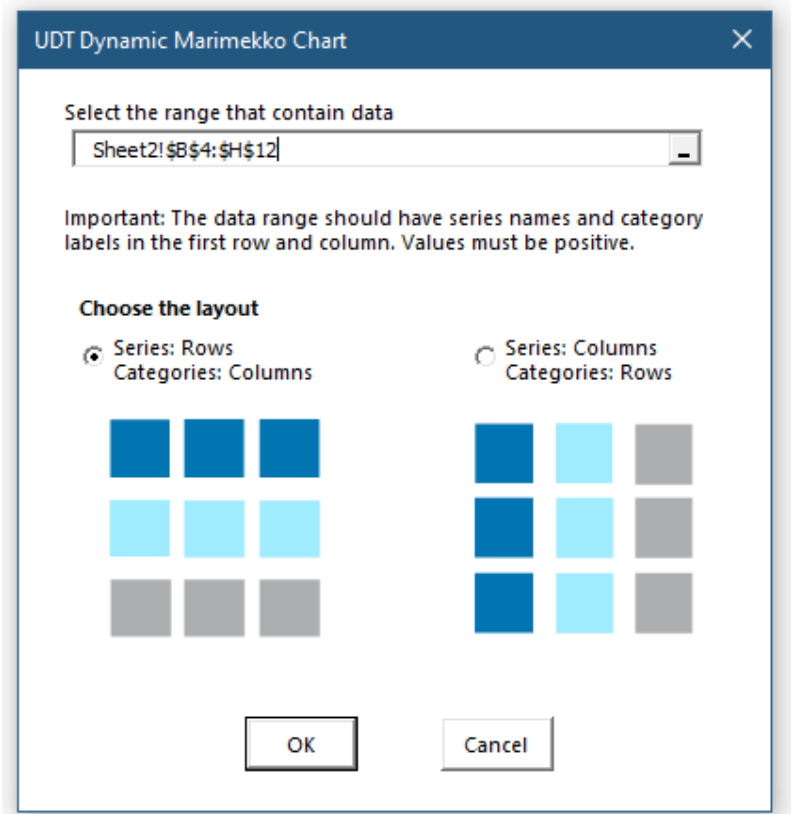 UDT Dynamic Marimekko Chart
Select the range that contain data
Sheet2!$B$4:$H$12
Important: The data range should have series names and category
labels in the first row and column. Values must be positive.
Choose the layout
Series: Rows
Categories: Columns
Series: Columns
Categories: Rows
OK
Cancel